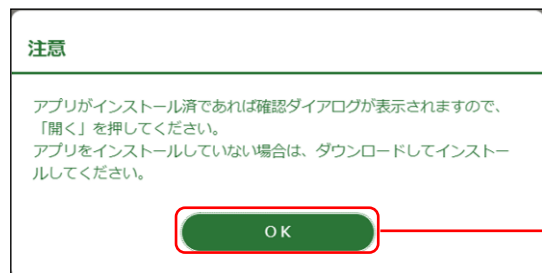 注意
アプリがインストール済であれば確認ダイアログが表示されますので、
「開く」を押してください。
アプリをインストールしていない場合は、ダウンロードしてインストー
ルしてください。
OK